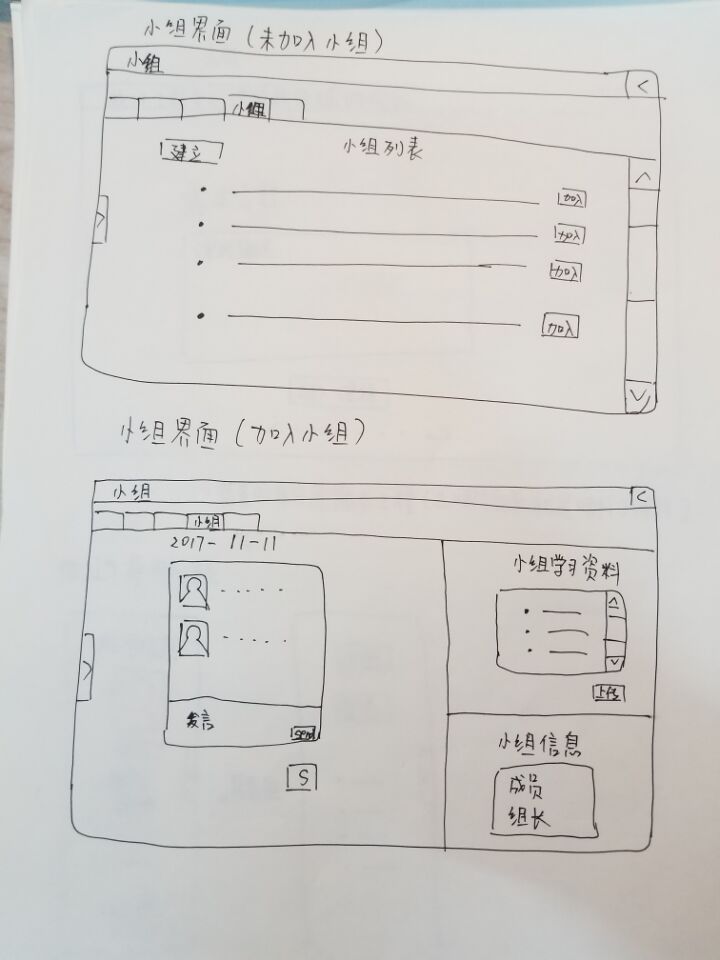 小组界面（未加入小组）
小组
<
小组
建立
小组列表
加入
加入
加入
加入
小组界面（加入小组）
小组
<
小组
2017-11-11
小组学习资料
上传
发言
send
S
小组信息
成员
组长